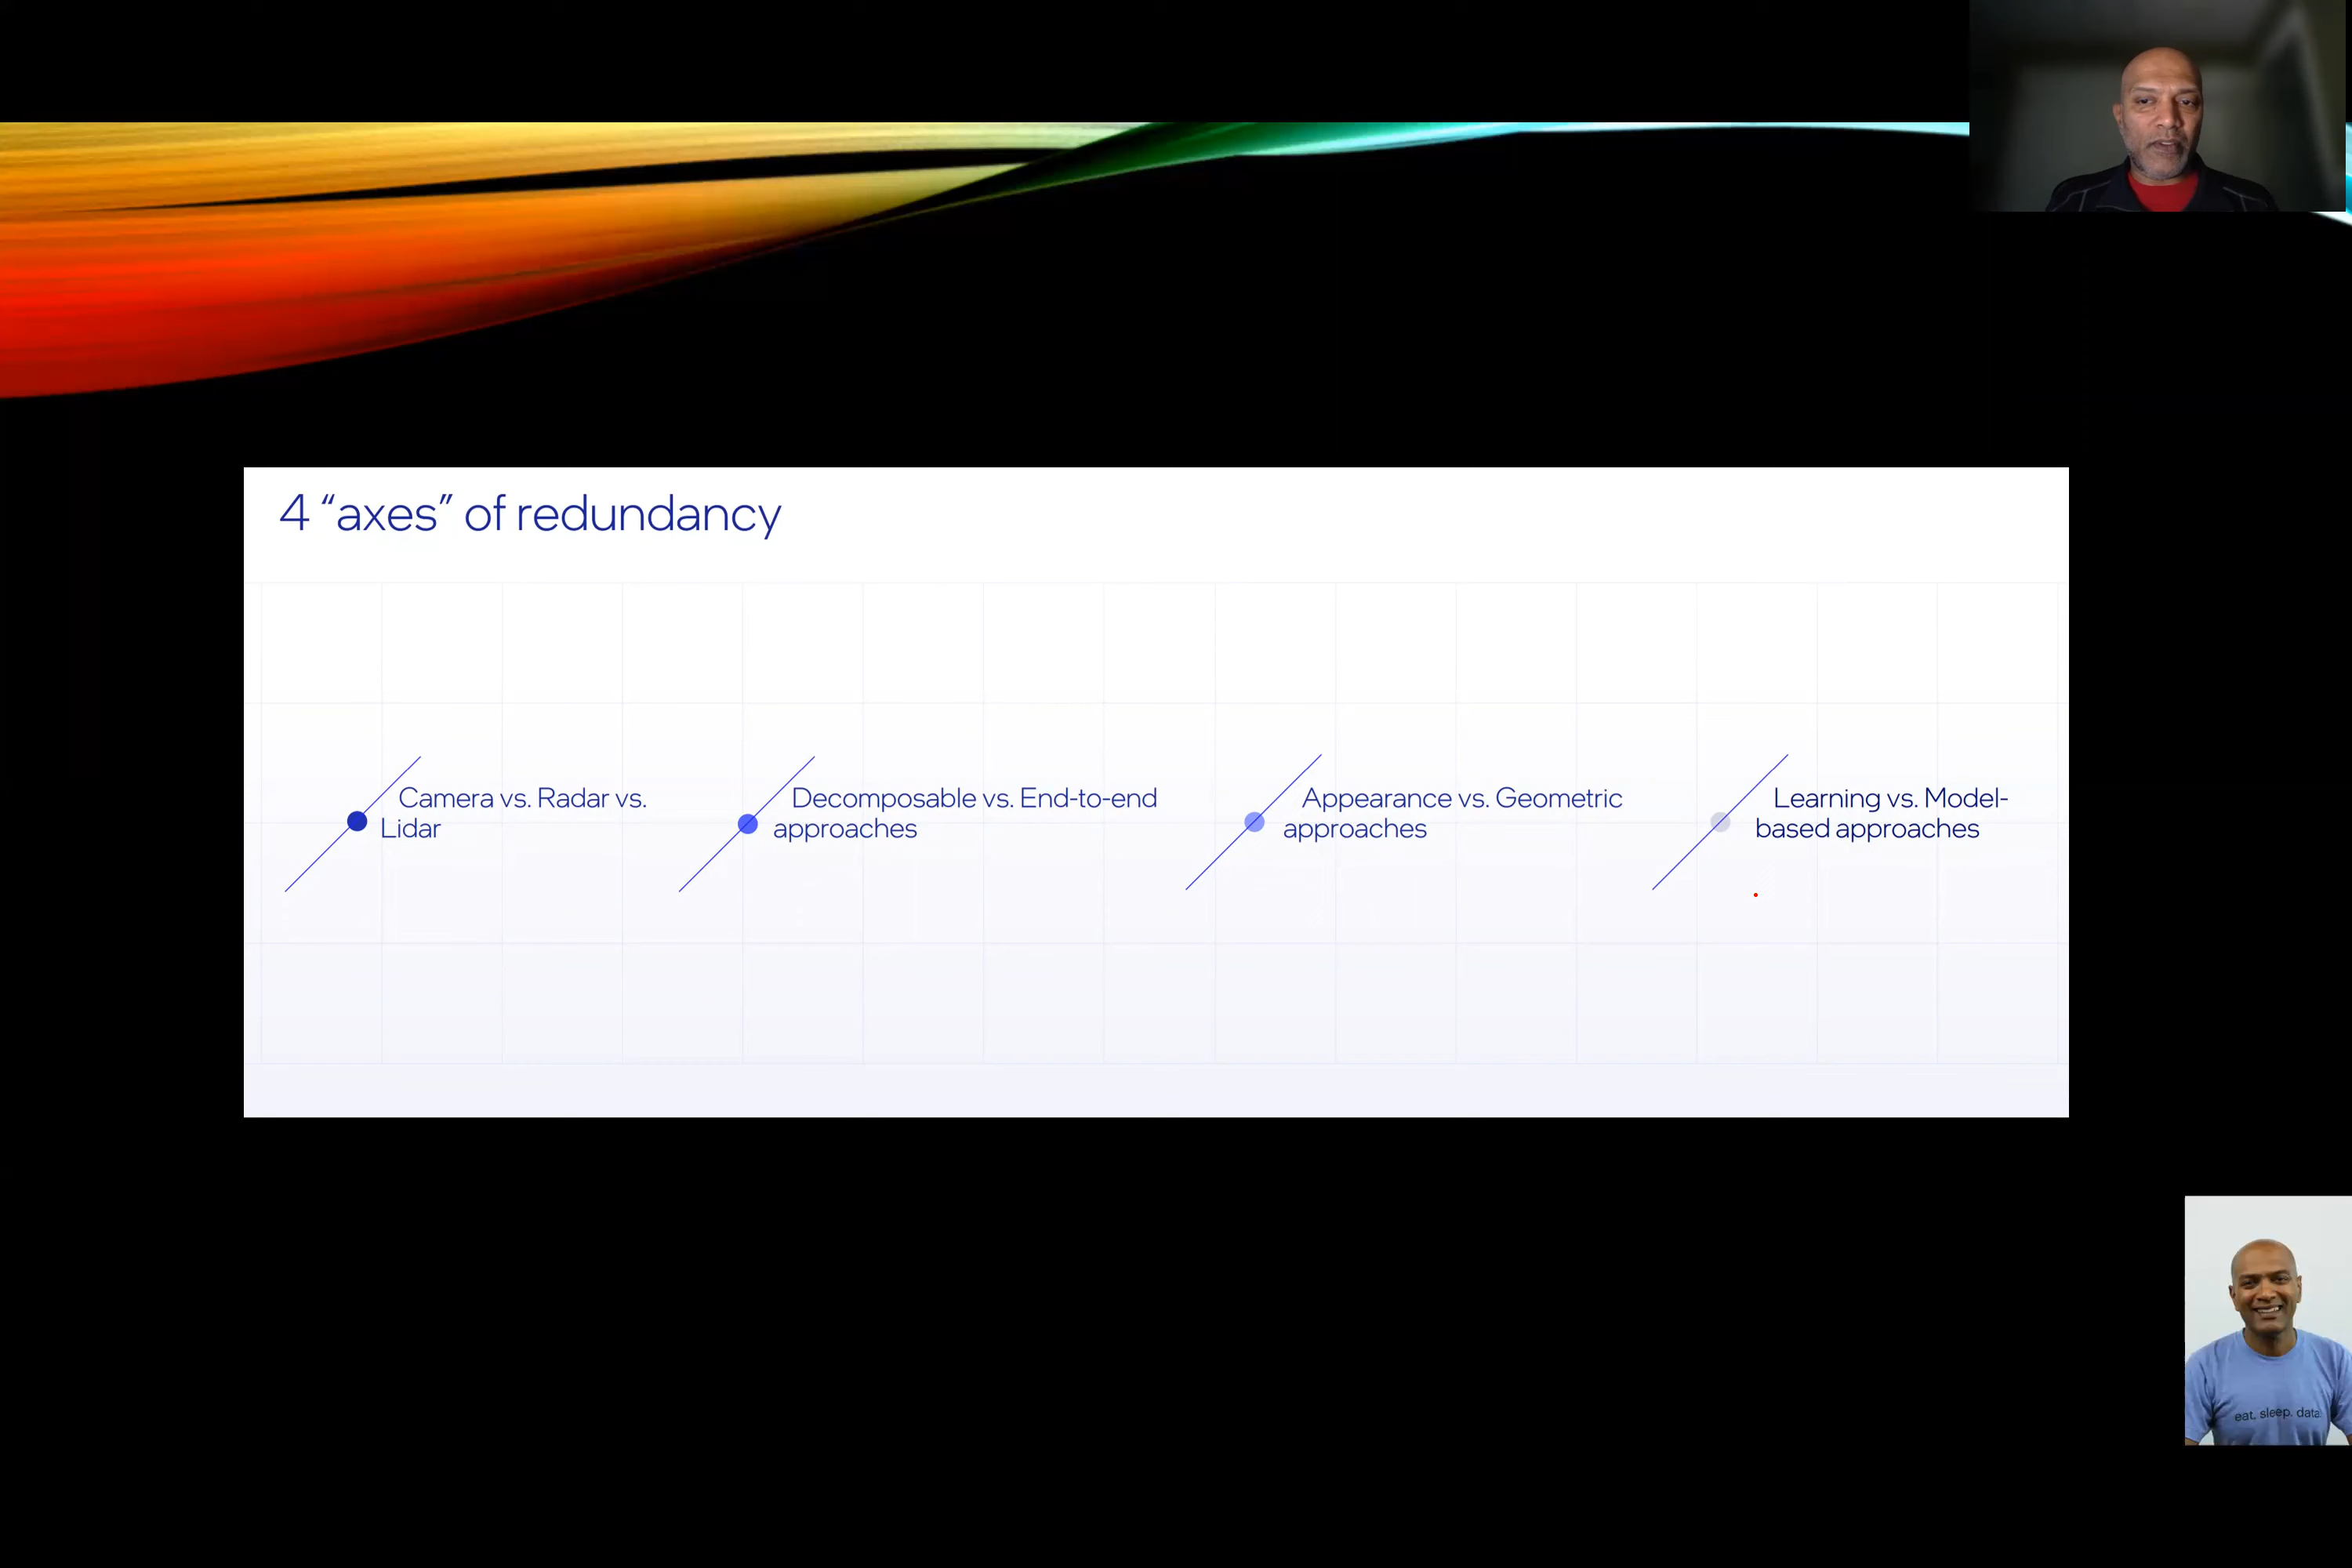 4 “axes” of redundancy
Camera vs. Radar vs.
Lidar
Decomposable vs. End-to-end
approaches
Appearance vs. Geometric
approaches
Learning vs. Model-
based approaches
eat. sleep. data